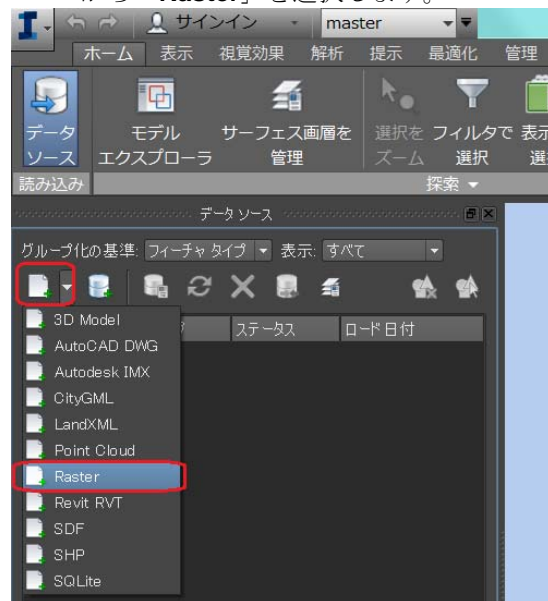 から「Raster」を選択します。
サインイン master
ホーム 表示 視覚効果 解析 提示 最適化 管理
データ ソース
モデル エクスプローラ
サーフェス画層を 管理
選択を ズーム
フィルタで 選択
読み込み 探索
データ ソース
グループ化の基準: フィーチャ タイプ 表示: すべて
ステータス ロード日付
3D Model
AutoCAD DWG
Autodesk IMX
CityGML
LandXML
Point Cloud
Raster
Revit RVT
SDF
SHP
SQLite